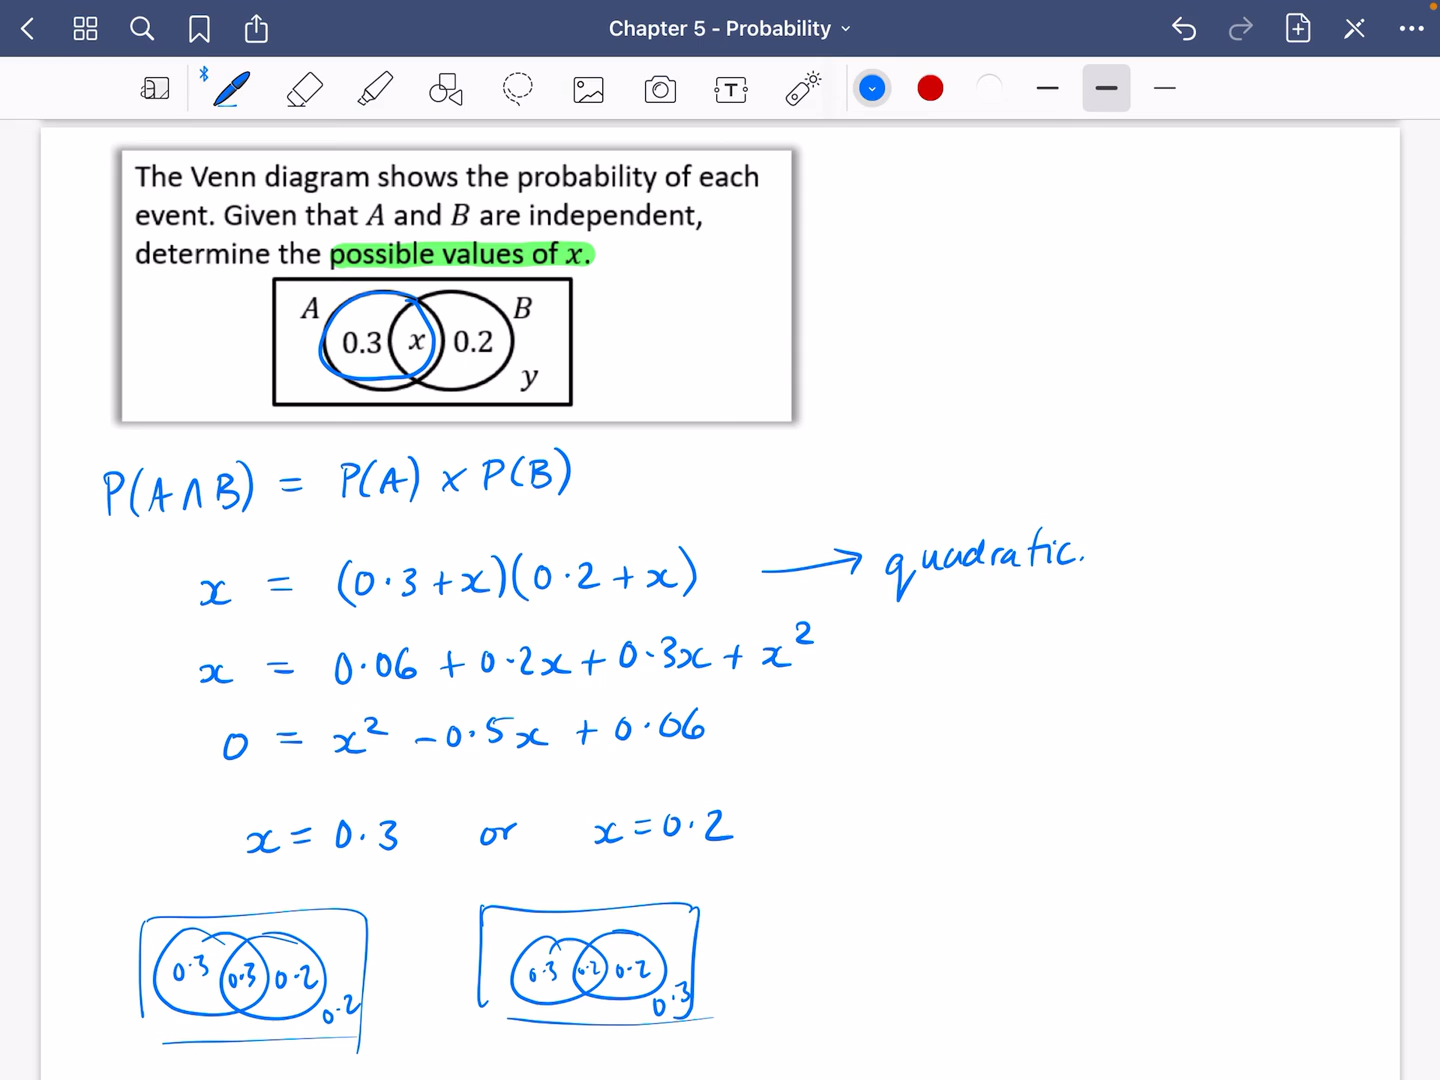 Chapter 5 - Probability
The Venn diagram shows the probability of each
event. Given that A and B are independent,
determine the possible values of x.
A 0.3 x 0.2 B
y
P(A∩B) = P(A) × P(B)
x = (0.3 + x)(0.2 + x) → quadratic.
x = 0.06 + 0.2x + 0.3x + x²
0 = x² - 0.5x + 0.06
x = 0.3 or x = 0.2
0.3 0.3 0.2
0.2
0.3 0.2 0.2
0.3